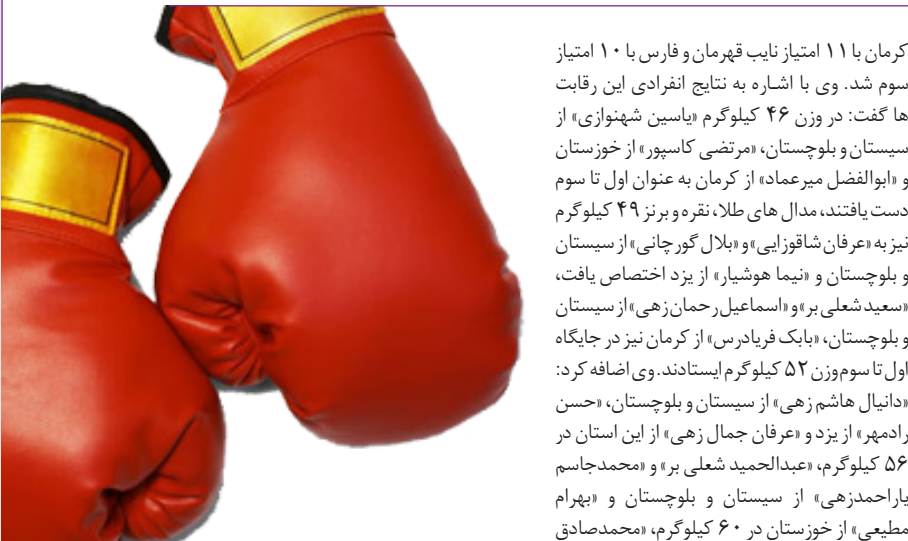 کرمان با ۱۱ امتیاز نایب قهرمان و فارس با ۱۰ امتیاز
سوم شد. وی با اشاره به نتایج انفرادی این رقابت
ها گفت: در وزن ۴۶ کیلوگرم «یاسین شهنوازی» از
سیستان و بلوچستان، «مرتضی کاسپور» از خوزستان
و «ابوالفضل میرعماد» از کرمان به عنوان اول تا سوم
دست یافتند، مدال های طلا، نقره و برنز ۴۹ کیلوگرم
نیز به «عرفان شاقوزایی» و «بلال گورچانی» از سیستان
و بلوچستان و «نیما هوشیار» از یزد اختصاص یافت،
«سعید شعلی بر» و «اسماعیل رحمان زهی» از سیستان
و بلوچستان، «بابک فریادرس» از کرمان نیز در جایگاه
اول تا سوم وزن ۵۲ کیلوگرم ایستادند. وی اضافه کرد:
«دانیال هاشم زهی» از سیستان و بلوچستان، «حسن
رادمهر» از یزد و «عرفان جمال زهی» از این استان در
۵۶ کیلوگرم، «عبدالحمید شعلی بر» و «محمدجاسم
یاراحمدزهی» از سیستان و بلوچستان و «بهرام
مطیعی» از خوزستان در ۶۰ کیلوگرم، «محمدصادق